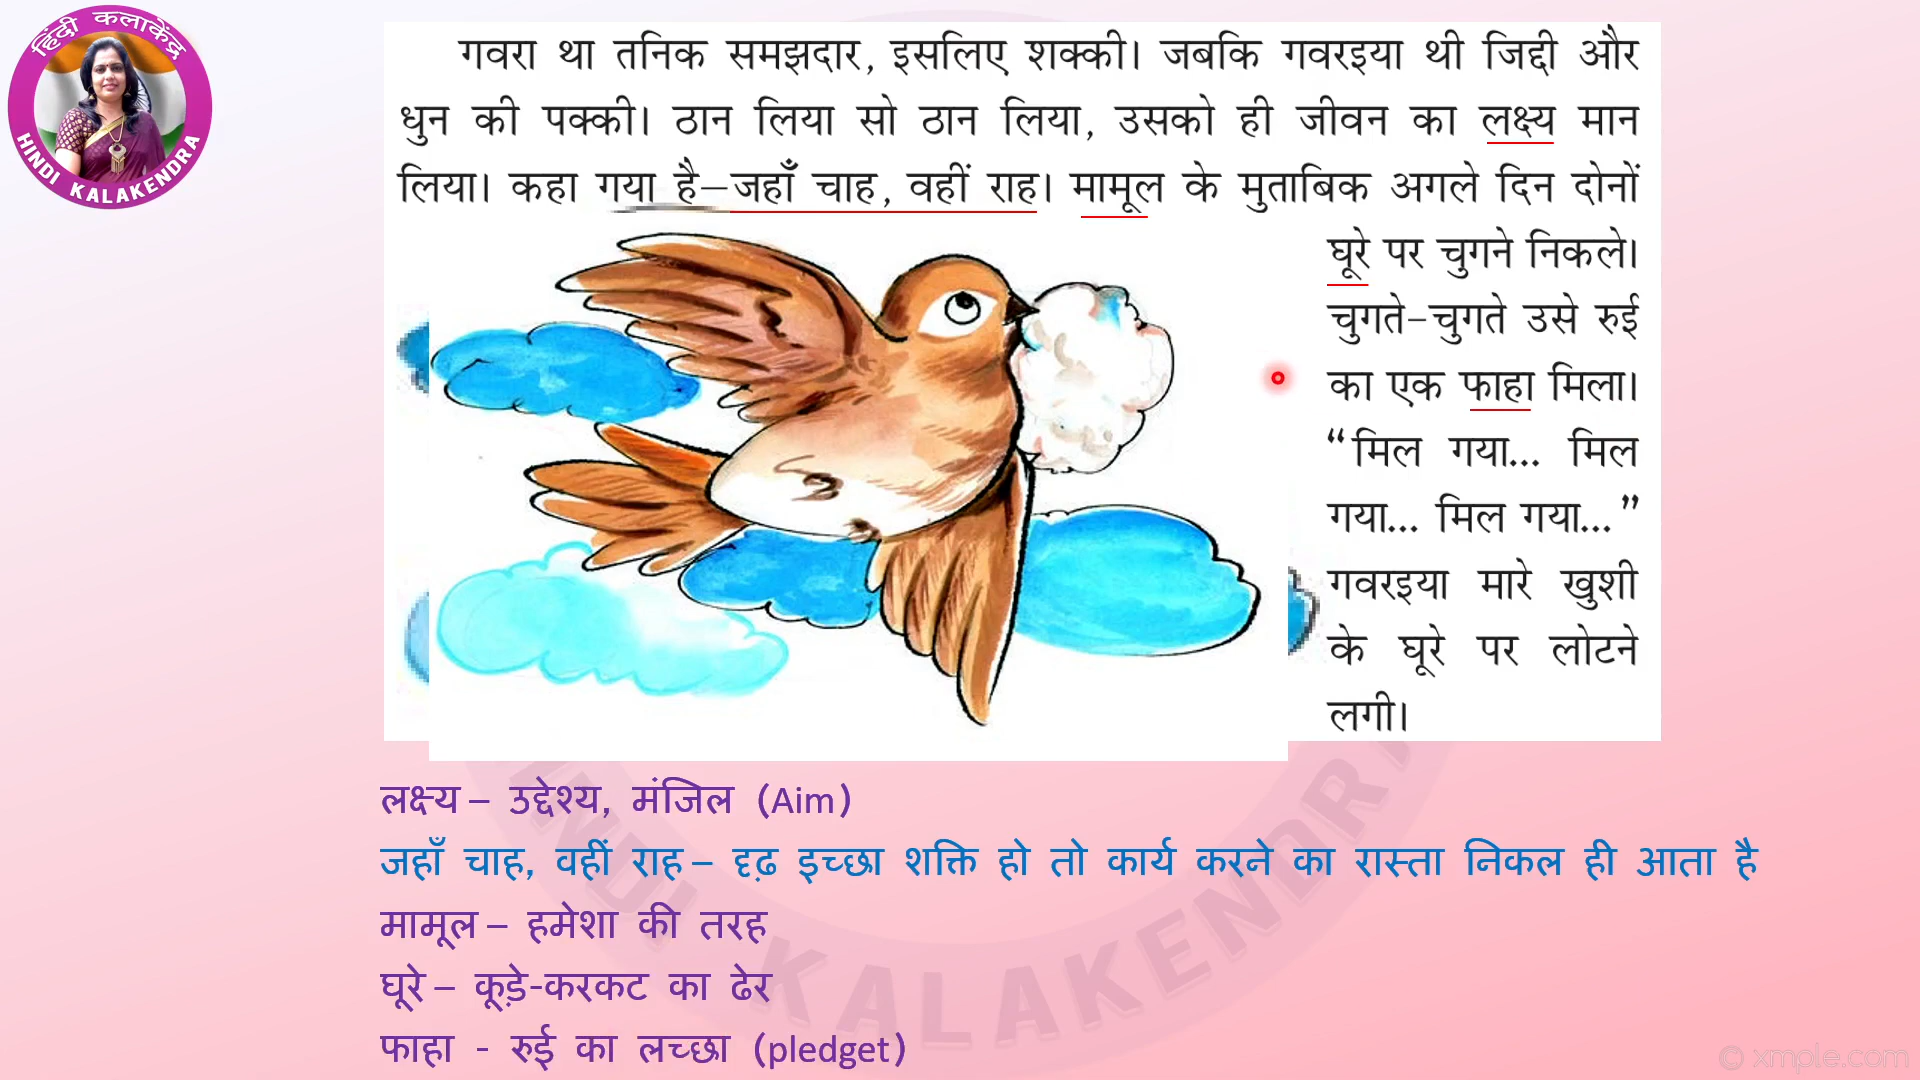 हिंदी कलाकेंद्र
HINDI KALAKENDRA
गवरा था तनिक समझदार, इसलिए शक्की। जबकि गवरइया थी जिद्दी और
धुन की पक्की। ठान लिया सो ठान लिया, उसको ही जीवन का लक्ष्य मान
लिया। कहा गया है–जहाँ चाह, वहीं राह। मामूल के मुताबिक अगले दिन दोनों
घूरे पर चुगने निकले।
चुगते-चुगते उसे रुई
का एक फाहा मिला।
“मिल गया... मिल
गया... मिल गया...”
गवरइया मारे खुशी
के घूरे पर लोटने
लगी।
लक्ष्य – उद्देश्य, मंजिल (Aim)
जहाँ चाह, वहीं राह – दृढ़ इच्छा शक्ति हो तो कार्य करने का रास्ता निकल ही आता है
मामूल – हमेशा की तरह
घूरे – कूड़े-करकट का ढेर
फाहा - रुई का लच्छा (pledget)
HINDI KALAKENDRA
© xmple.com